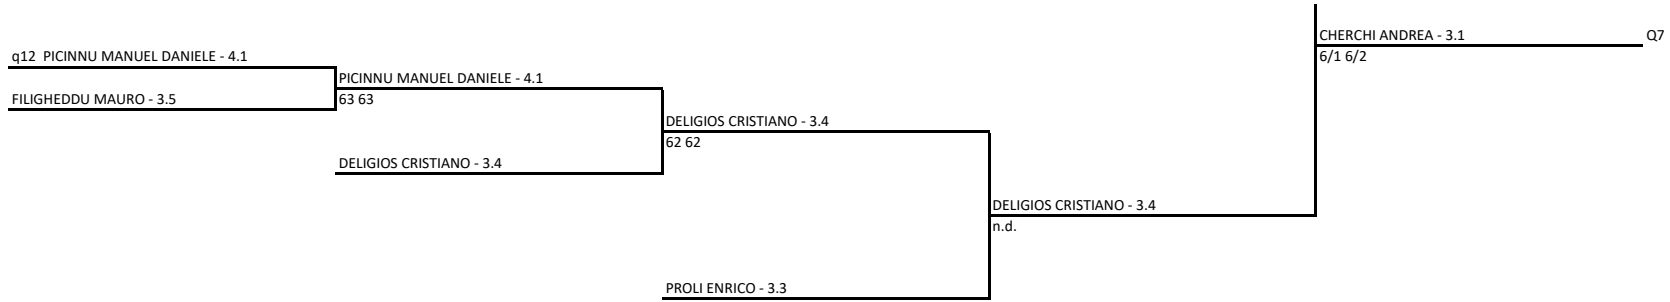 CHERCHI ANDREA - 3.1
Q7
q12 PICINNU MANUEL DANIELE - 4.1
6/1 6/2
PICINNU MANUEL DANIELE - 4.1
FILIGHEDDU MAURO - 3.5
63 63
DELIGIOS CRISTIANO - 3.4
62 62
DELIGIOS CRISTIANO - 3.4
DELIGIOS CRISTIANO - 3.4
n.d.
PROLI ENRICO - 3.3